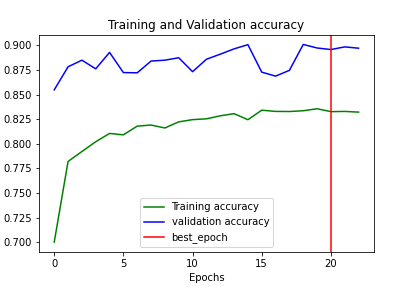 Training and Validation accuracy
0.900
0.875
0.850
0.825
0.800
0.775
0.750
0.725
0.700
Training accuracy
validation accuracy
best_epoch
0 5 10 15 20
Epochs